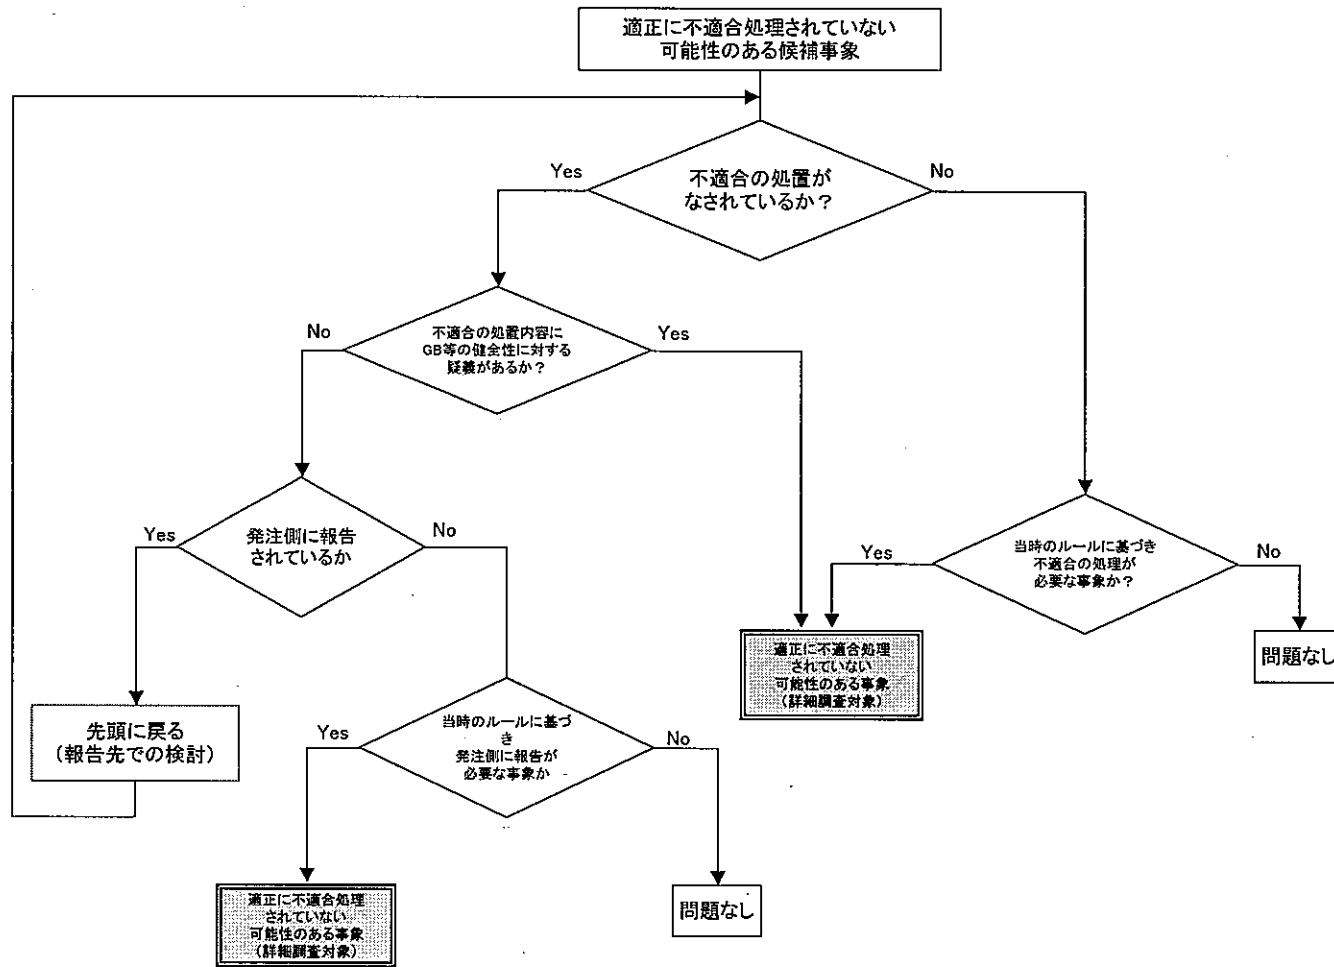 適正に不適合処理されていない
可能性のある候補事象
Yes
不適合の処置が
なされているか？
No
No
不適合の処置内容に
GB等の健全性に対する
疑義があるか？
Yes
Yes
発注側に報告
されているか
No
Yes
当時のルールに基づき
不適合の処理が
必要な事象か？
No
適正に不適合処理
されていない
可能性のある事象
（詳細調査対象）
問題なし
先頭に戻る
（報告先での検討）
Yes
当時のルールに基づ
き
発注側に報告が
必要な事象か
No
適正に不適合処理
されていない
可能性のある事象
（詳細調査対象）
問題なし